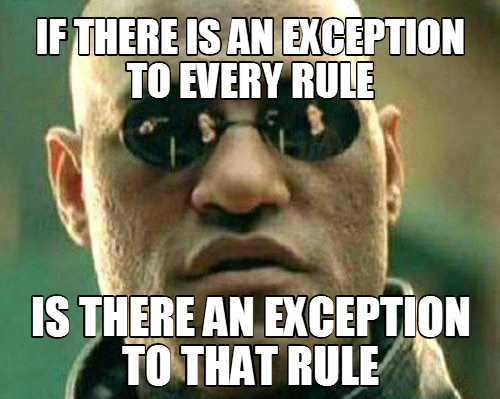 IF THERE IS AN EXCEPTION
TO EVERY RULE
IS THERE AN EXCEPTION
TO THAT RULE